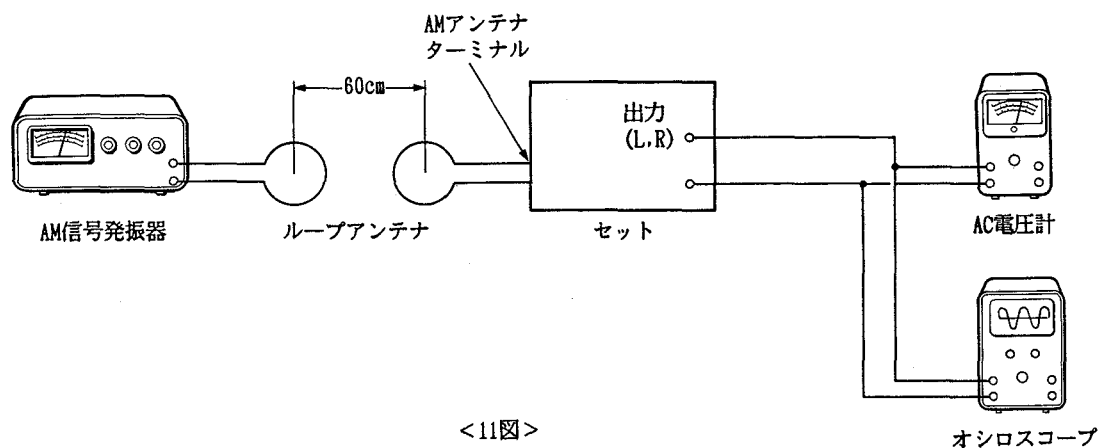 AMアンテナ
ターミナル
60cm
出力
(L,R)
AM信号発振器
ループアンテナ
セット
AC電圧計
オシロスコープ
<11図>